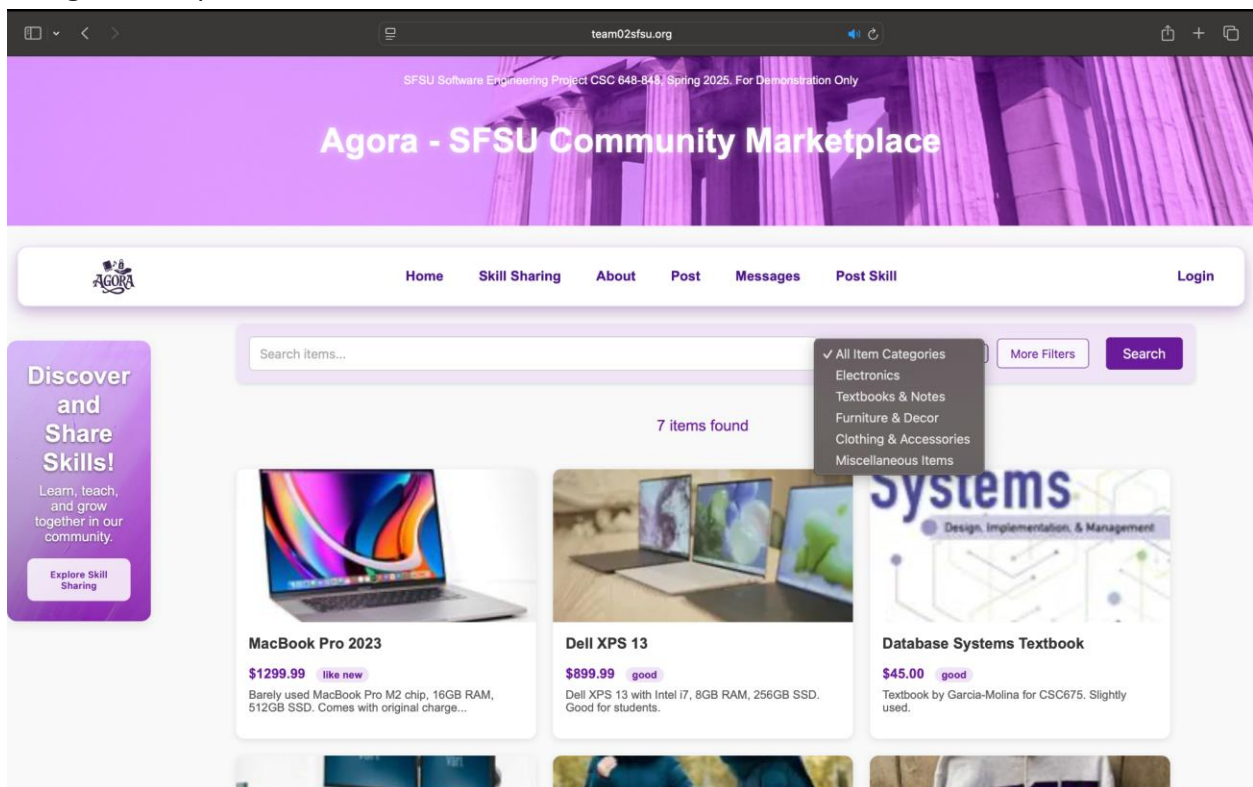 team02sfsu.org
SFSU Software Engineering Project CSC 648-848, Spring 2025. For Demonstration Only
Agora - SFSU Community Marketplace
AGORA
Home Skill Sharing About Post Messages Post Skill Login
Discover
and
Share
Skills!
Learn, teach,
and grow
together in our
community.
Explore Skill
Sharing
Search items...
✓ All Item Categories
Electronics
Textbooks & Notes
Furniture & Decor
Clothing & Accessories
Miscellaneous Items
More Filters
Search
7 items found
MacBook Pro 2023
$1299.99 like new
Barely used MacBook Pro M2 chip, 16GB RAM,
512GB SSD. Comes with original charge...
Dell XPS 13
$899.99 good
Dell XPS 13 with Intel i7, 8GB RAM, 256GB SSD.
Good for students.
Systems
Design, Implementation, & Management
Database Systems Textbook
$45.00 good
Textbook by Garcia-Molina for CSC675. Slightly
used.